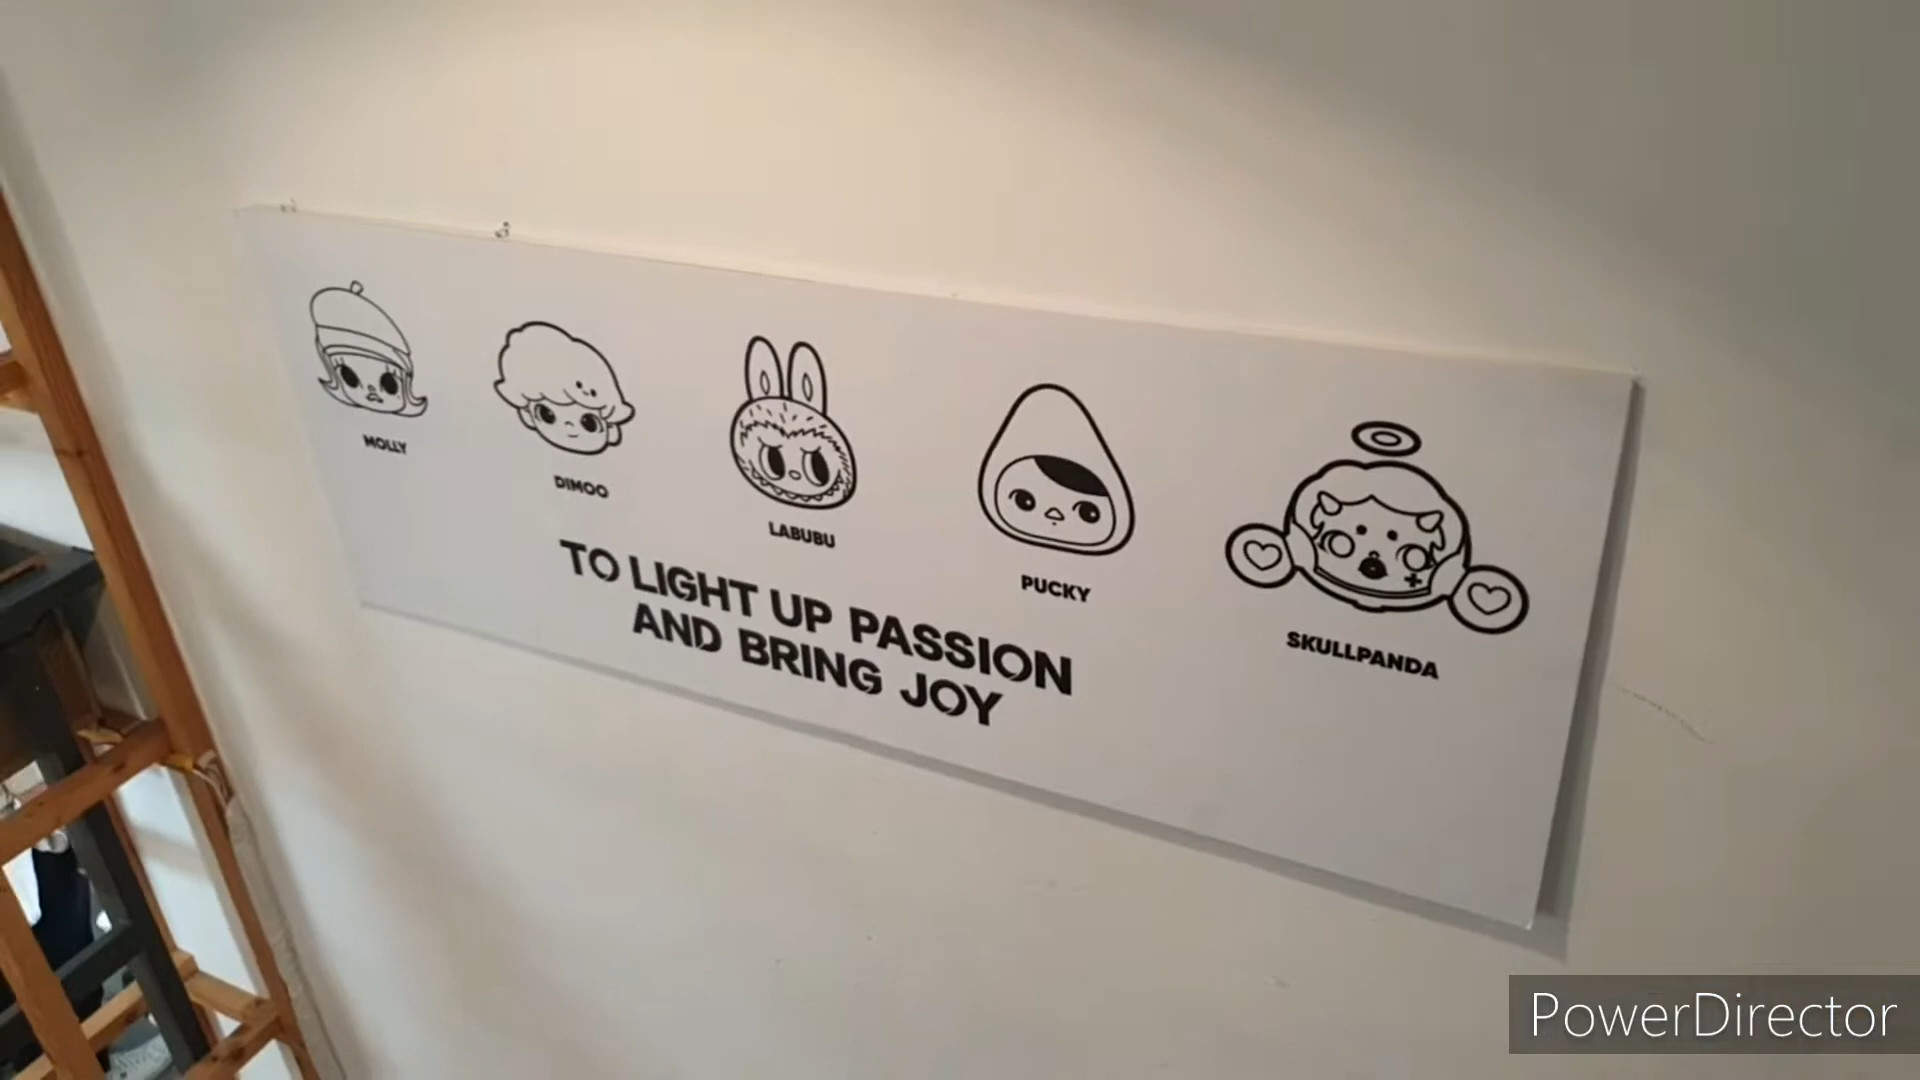 MOLLY
DIMOO
LABUBU
PUCKY
SKULLPANDA
TO LIGHT UP PASSION
AND BRING JOY
PowerDirector